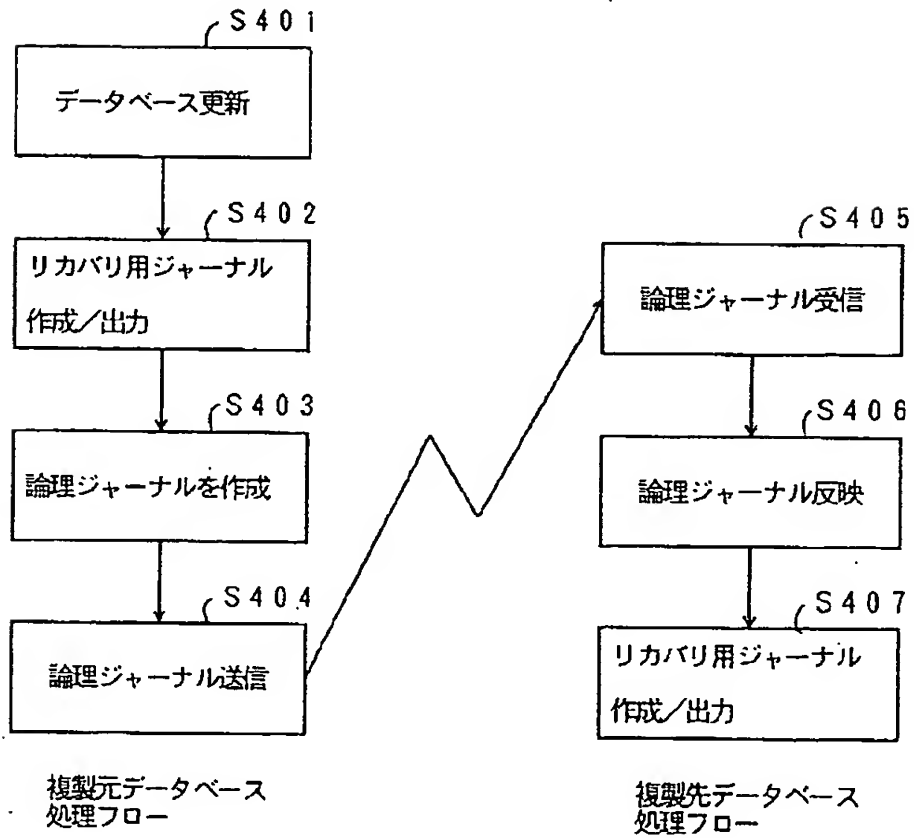 S401
データベース更新
S402
リカバリ用ジャーナル
作成/出力
S403
論理ジャーナルを作成
S404
論理ジャーナル送信
複製元データベース
処理フロー
S405
論理ジャーナル受信
S406
論理ジャーナル反映
S407
リカバリ用ジャーナル
作成/出力
複製先データベース
処理フロー